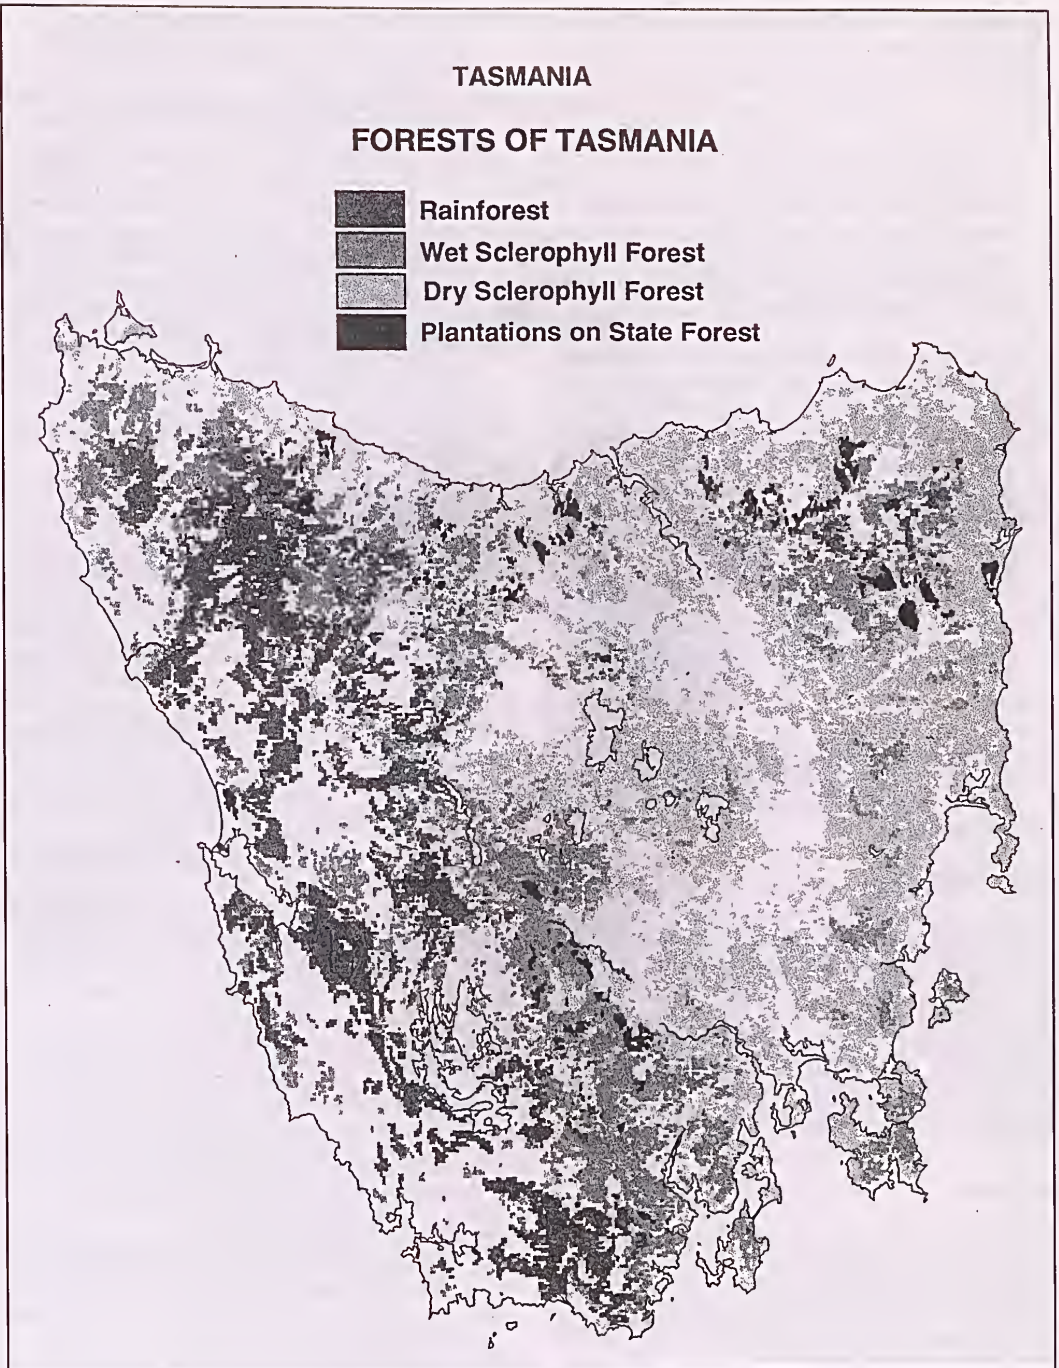 TASMANIA
FORESTS OF TASMANIA
Rainforest
Wet Sclerophyll Forest
Dry Sclerophyll Forest
Plantations on State Forest